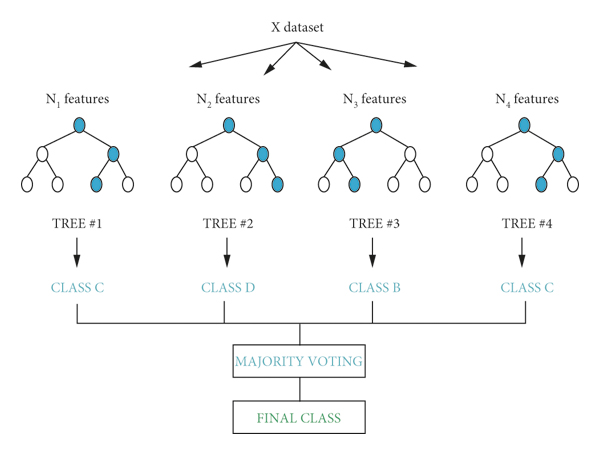 X dataset
N₁ features
N₂ features
N₃ features
N₄ features
TREE #1
TREE #2
TREE #3
TREE #4
CLASS C
CLASS D
CLASS B
CLASS C
MAJORITY VOTING
FINAL CLASS